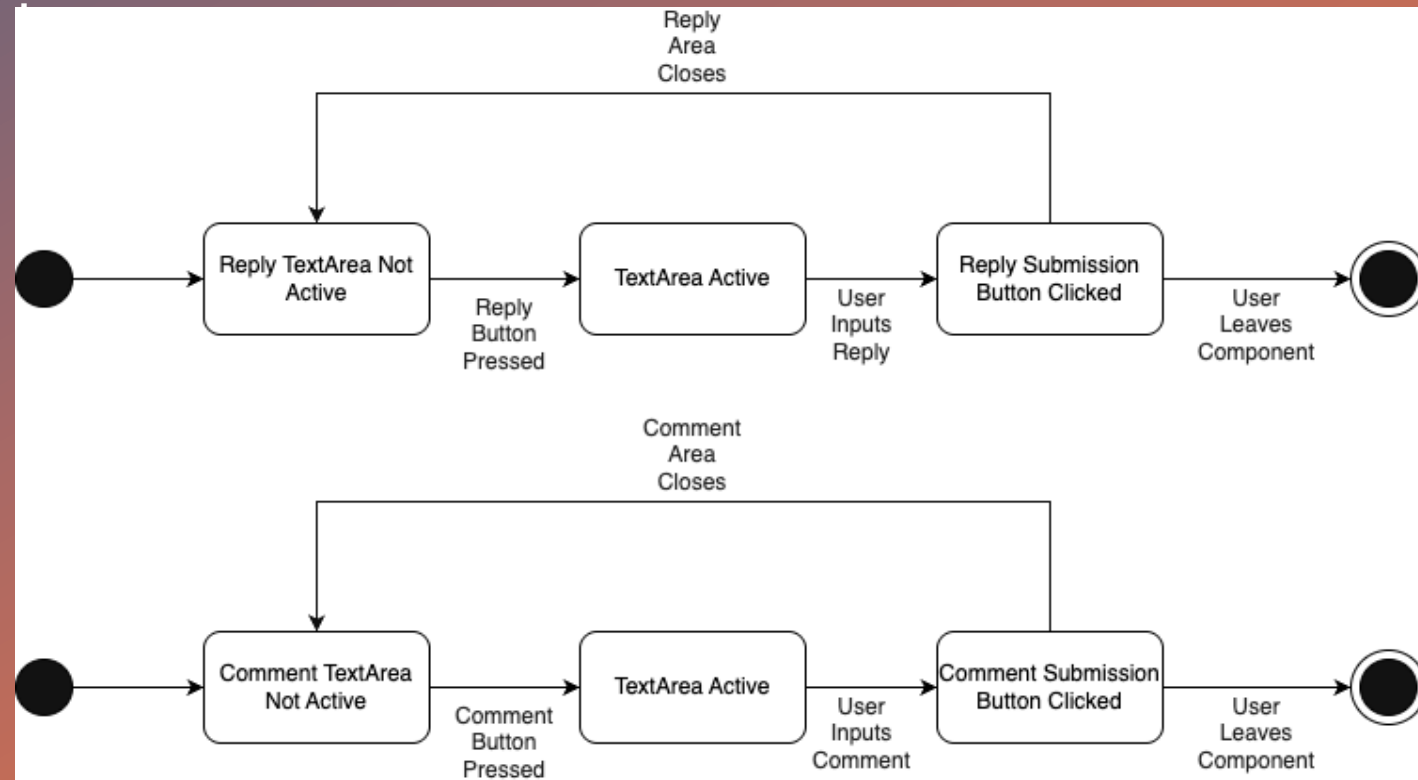 Reply
Area
Closes
Reply TextArea Not
Active
Reply
Button
Pressed
TextArea Active
User
Inputs
Reply
Reply Submission
Button Clicked
User
Leaves
Component
Comment
Area
Closes
Comment TextArea
Not Active
Comment
Button
Pressed
TextArea Active
User
Inputs
Comment
Comment Submission
Button Clicked
User
Leaves
Component